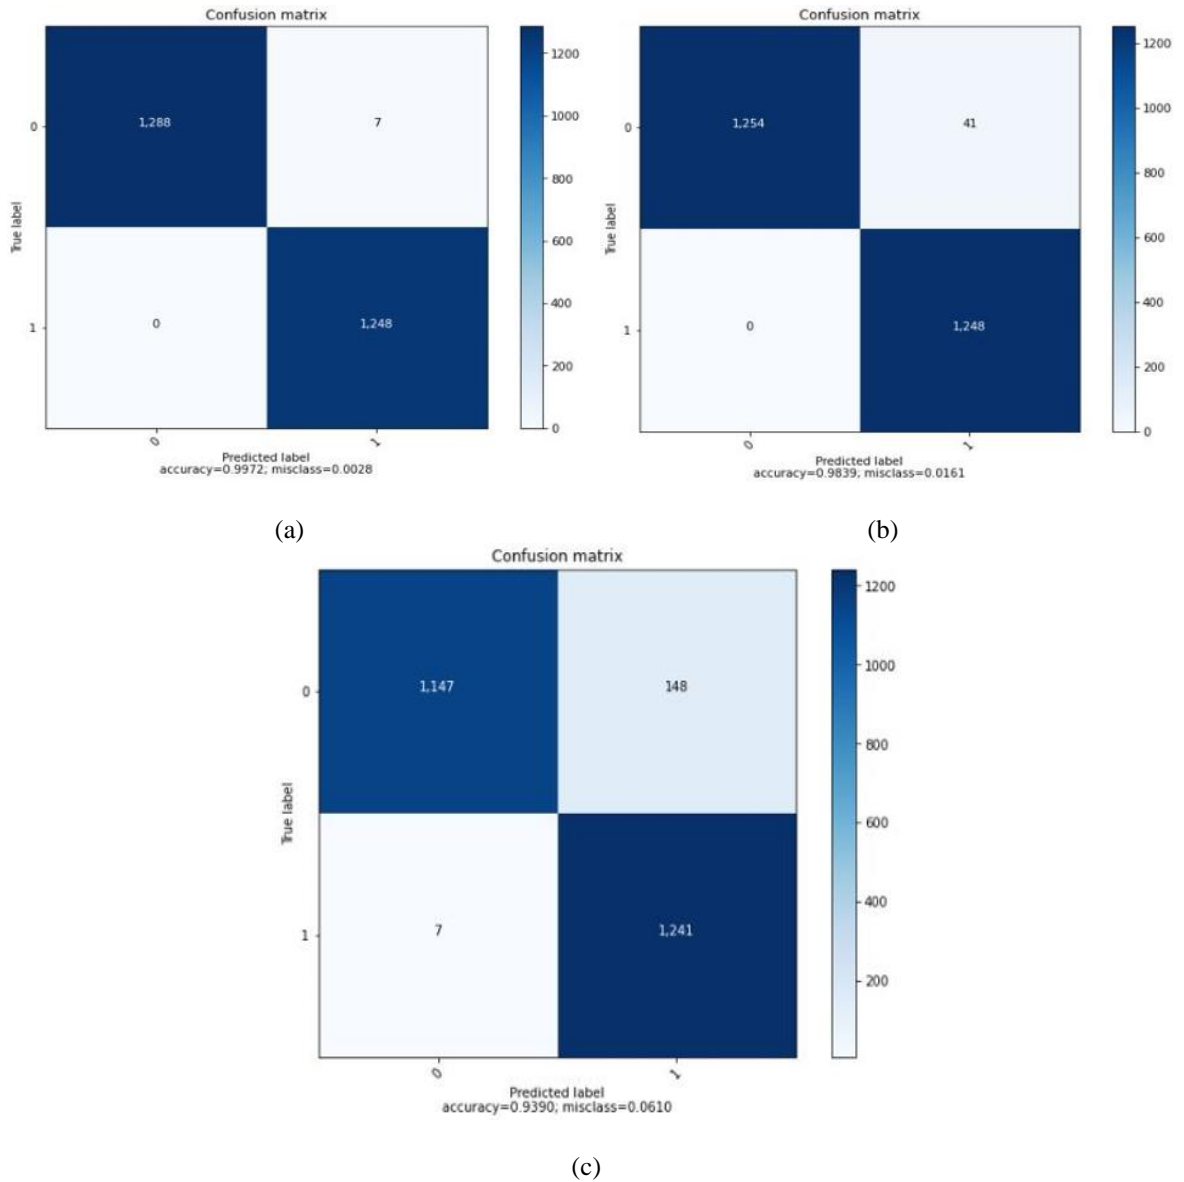 Confusion matrix
1,288
7
0
1,248
0
1
True label
0
1
Predicted label
accuracy=0.9972; misclass=0.0028
1200
1000
800
600
400
200
0
(a)
Confusion matrix
1,254
41
0
1,248
0
1
True label
0
1
Predicted label
accuracy=0.9839; misclass=0.0161
1200
1000
800
600
400
200
0
(b)
Confusion matrix
1,147
148
7
1,241
0
1
True label
0
1
Predicted label
accuracy=0.9390; misclass=0.0610
1200
1000
800
600
400
200
(c)